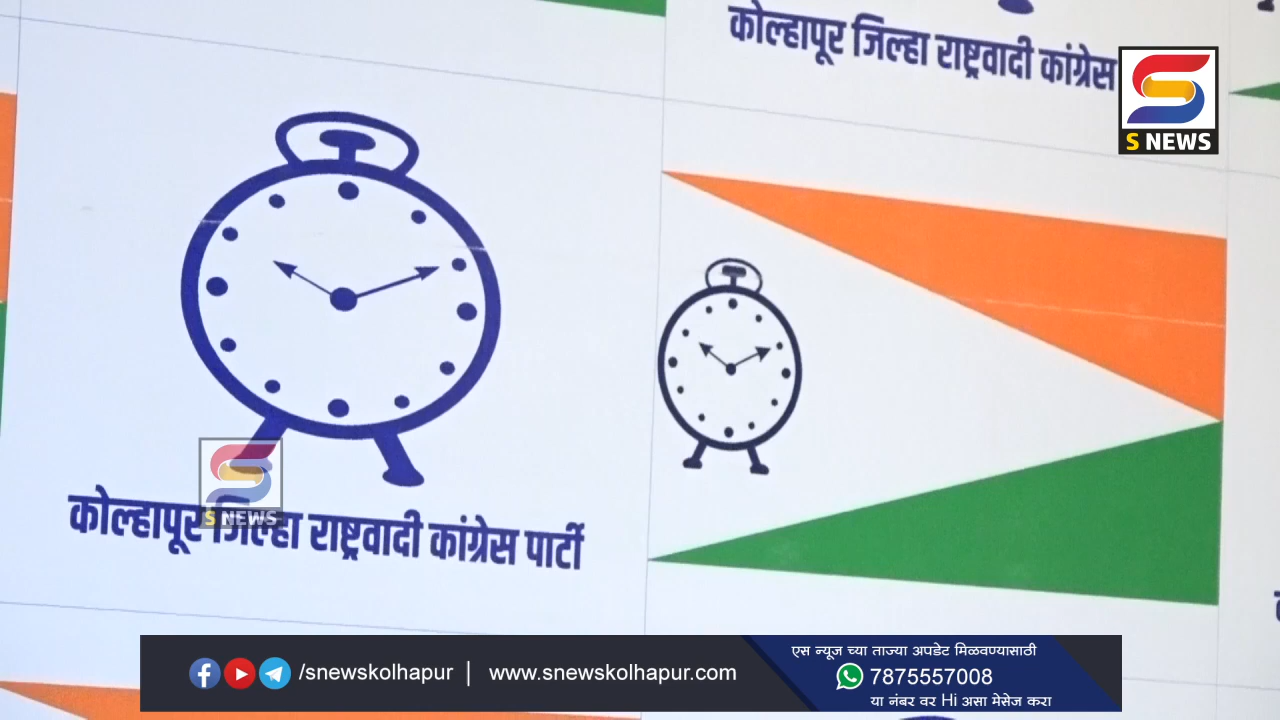 कोल्हापूर जिल्हा राष्ट्रवादी कांग्रेस
S NEWS
कोल्हापूर जिल्हा राष्ट्रवादी कांग्रेस पार्टी
S NEWS
/snewskolhapur | www.snewskolhapur.com
एस न्यूज च्या ताज्या अपडेट मिळवण्यासाठी
7875557008
या नंबर वर Hi असा मेसेज करा